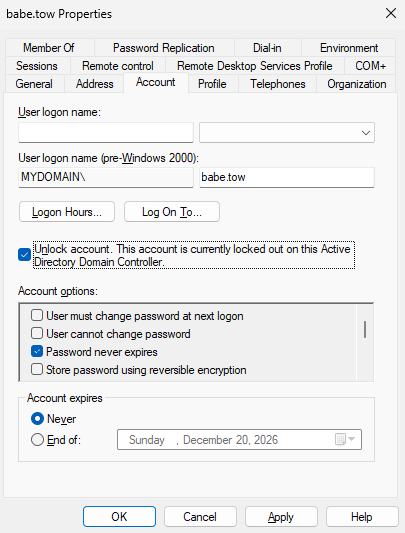 babe.tow Properties
Member Of Password Replication Dial-in Environment
Sessions Remote control Remote Desktop Services Profile COM+
General Address Account Profile Telephones Organization
User logon name:
User logon name (pre-Windows 2000):
MYDOMAIN\ babe.tow
Logon Hours... Log On To...
Unlock account. This account is currently locked out on this Active
Directory Domain Controller.
Account options:
User must change password at next logon
User cannot change password
Password never expires
Store password using reversible encryption
Account expires
Never
End of: Sunday , December 20, 2026
OK Cancel Apply Help